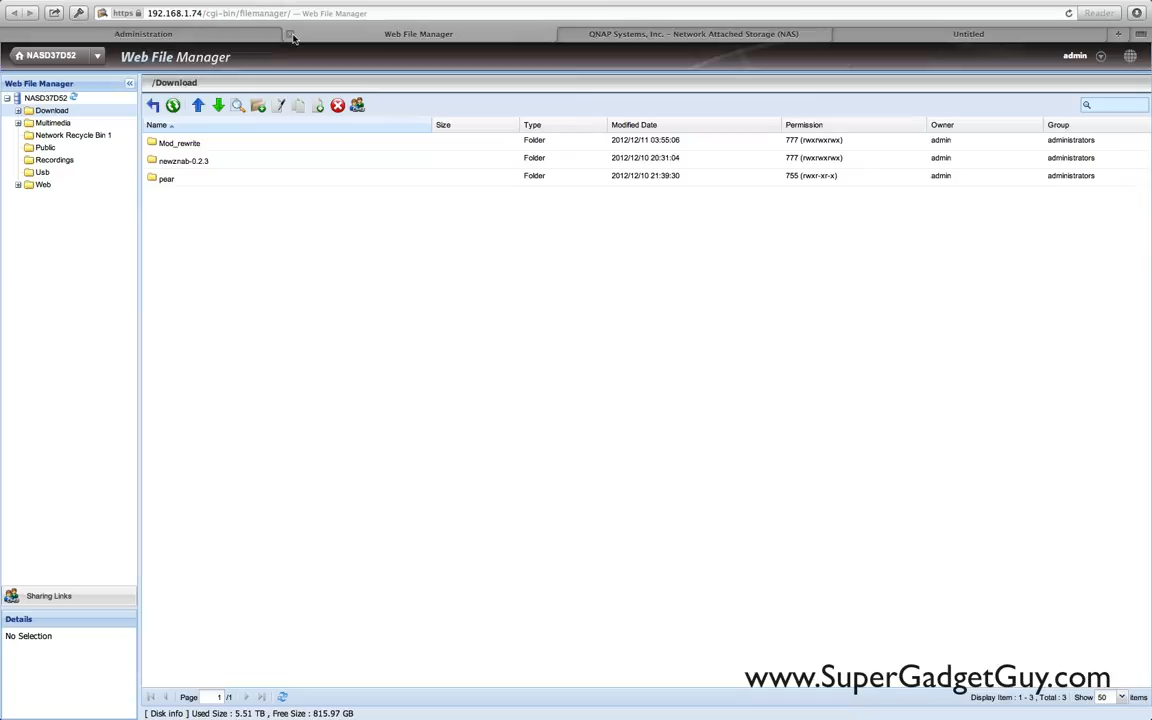 https 192.168.1.74/cgi-bin/filemanager/ — Web File Manager Reader
Administration Web File Manager QNAP Systems, Inc. – Network Attached Storage (NAS) Untitled +
NASD37D52 Web File Manager admin
Web File Manager « /Download
NASD37D52
Download
Multimedia
Network Recycle Bin 1
Public
Recordings
Usb
Web
Name Size Type Modified Date Permission Owner Group
Mod_rewrite Folder 2012/12/11 03:55:06 777 (rwxrwxrwx) admin administrators
newznab-0.2.3 Folder 2012/12/10 20:31:04 777 (rwxrwxrwx) admin administrators
pear Folder 2012/12/10 21:39:30 755 (rwxr-xr-x) admin administrators
Sharing Links
Details
No Selection
www.SuperGadgetGuy.com
Page 1 /1 Display Item : 1 - 3 , Total : 3 Show 50 items
[ Disk info ] Used Size : 5.51 TB , Free Size : 815.97 GB